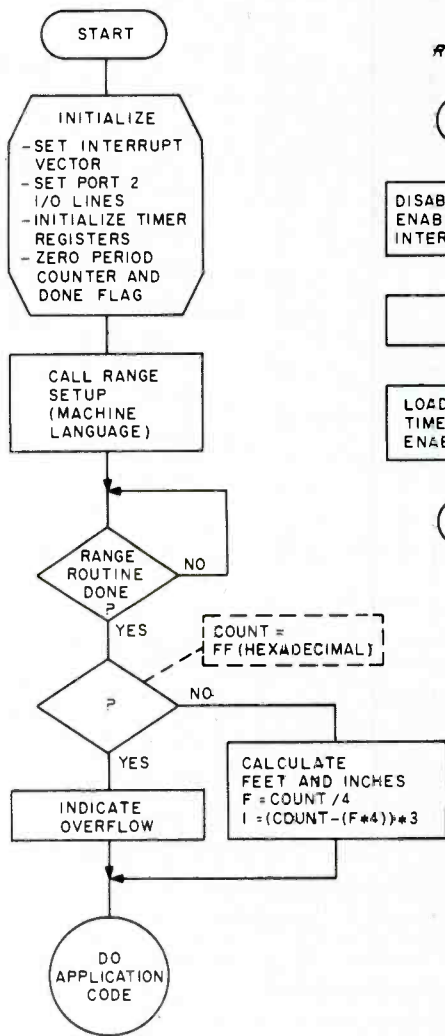 START
INITIALIZE
-SET INTERRUPT
VECTOR
-SET PORT 2
I/O LINES
-INITIALIZE TIMER
REGISTERS
-ZERO PERIOD
COUNTER AND
DONE FLAG
CALL RANGE
SETUP
(MACHINE
LANGUAGE)
RANGE
ROUTINE
DONE
?
NO
YES
COUNT =
FF (HEXADECIMAL)
?
NO
YES
INDICATE
OVERFLOW
CALCULATE
FEET AND INCHES
F = COUNT /4
I =(COUNT-(F*4))*3
DO
APPLICATION
CODE
R
DISAB
ENAB
INTER
LOAD
TIME
ENAB